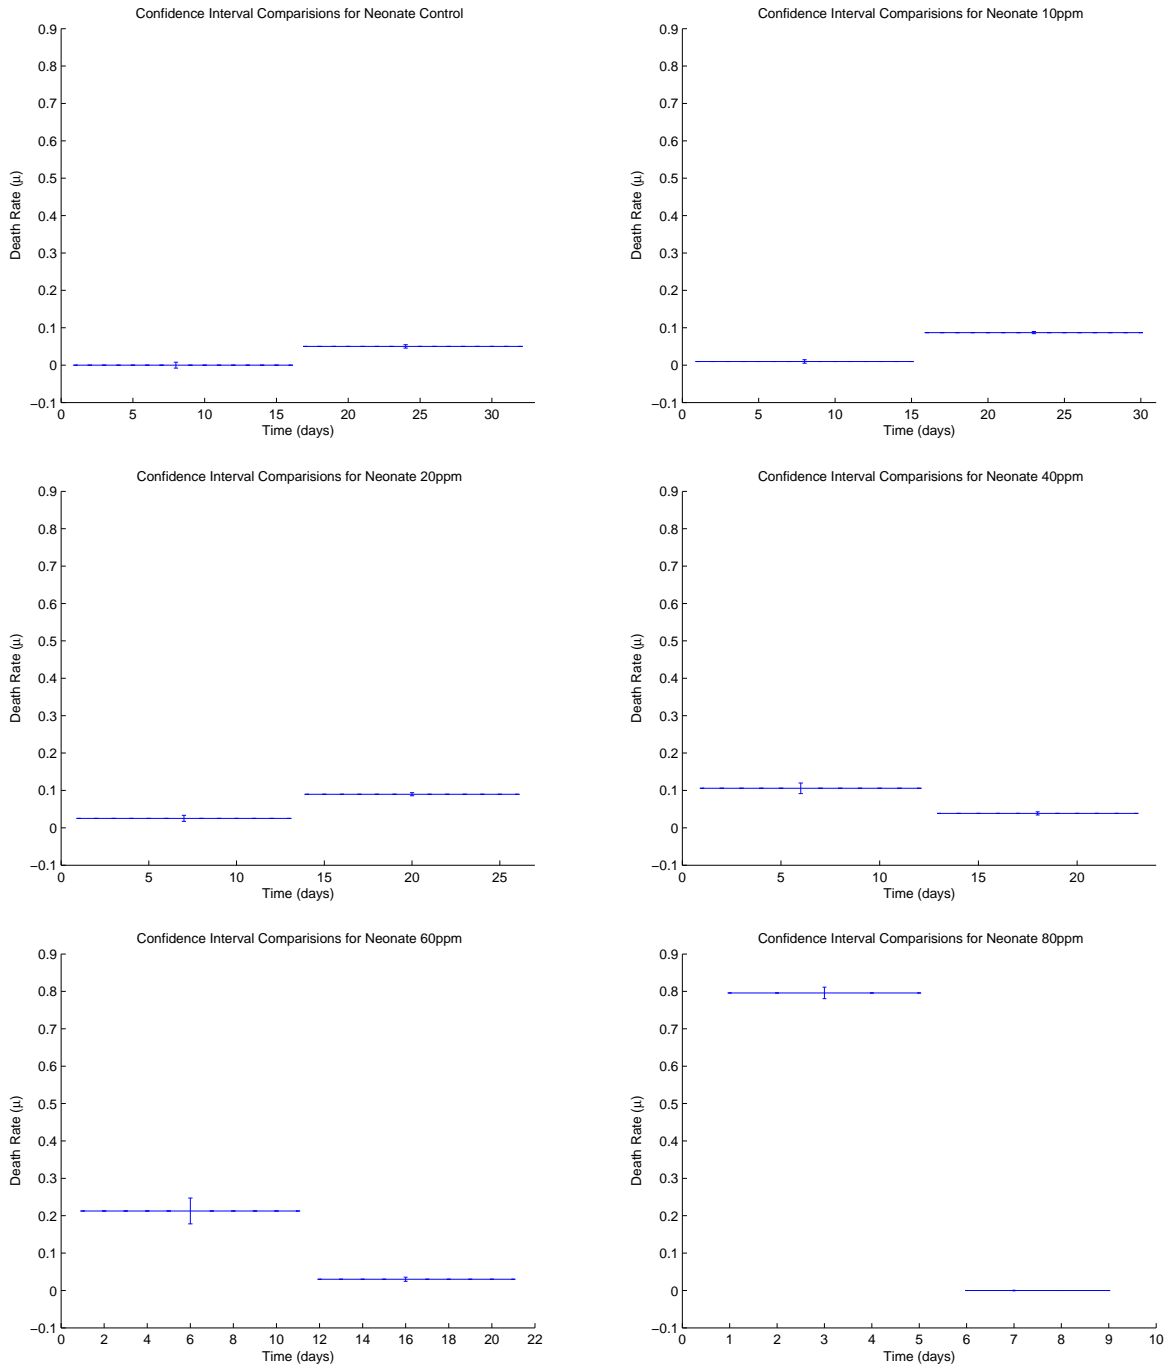 Confidence Interval Comparisions for Neonate Control
0.9
0.8
0.7
0.6
0.5
0.4
0.3
0.2
0.1
0
−0.1
Death Rate (μ)
0 5 10 15 20 25 30
Time (days)
Confidence Interval Comparisions for Neonate 10ppm
0.9
0.8
0.7
0.6
0.5
0.4
0.3
0.2
0.1
0
−0.1
Death Rate (μ)
0 5 10 15 20 25 30
Time (days)
Confidence Interval Comparisions for Neonate 20ppm
0.9
0.8
0.7
0.6
0.5
0.4
0.3
0.2
0.1
0
−0.1
Death Rate (μ)
0 5 10 15 20 25
Time (days)
Confidence Interval Comparisions for Neonate 40ppm
0.9
0.8
0.7
0.6
0.5
0.4
0.3
0.2
0.1
0
−0.1
Death Rate (μ)
0 5 10 15 20
Time (days)
Confidence Interval Comparisions for Neonate 60ppm
0.9
0.8
0.7
0.6
0.5
0.4
0.3
0.2
0.1
0
−0.1
Death Rate (μ)
0 2 4 6 8 10 12 14 16 18 20 22
Time (days)
Confidence Interval Comparisions for Neonate 80ppm
0.9
0.8
0.7
0.6
0.5
0.4
0.3
0.2
0.1
0
−0.1
Death Rate (μ)
0 1 2 3 4 5 6 7 8 9 10
Time (days)